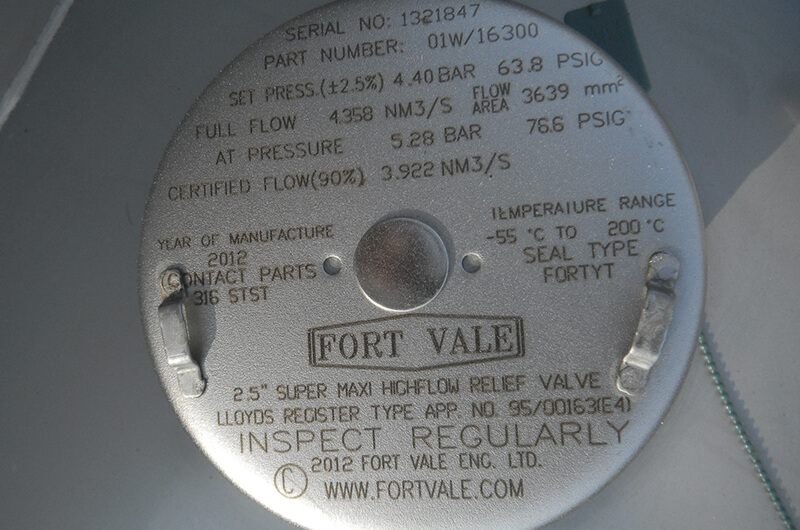 SERIAL NO: 1321847
PART NUMBER: 01W/16300
SET PRESS.(±2.5%) 4.40 BAR 63.8 PSIG
FULL FLOW 4.358 NM3/S FLOW AREA 3639 mm²
AT PRESSURE 5.28 BAR 76.6 PSIG
CERTIFIED FLOW(90%) 3.922 NM3/S
YEAR OF MANUFACTURE
2012
CONTACT PARTS
316 STST
TEMPERATURE RANGE
-55 °C TO 200 °C
SEAL TYPE
FORTYT
FORT VALE
2.5" SUPER MAXI HIGHFLOW RELIEF VALVE
LLOYDS REGISTER TYPE APP. NO. 95/00163(E4)
INSPECT REGULARLY
© 2012 FORT VALE ENG. LTD.
WWW.FORTVALE.COM